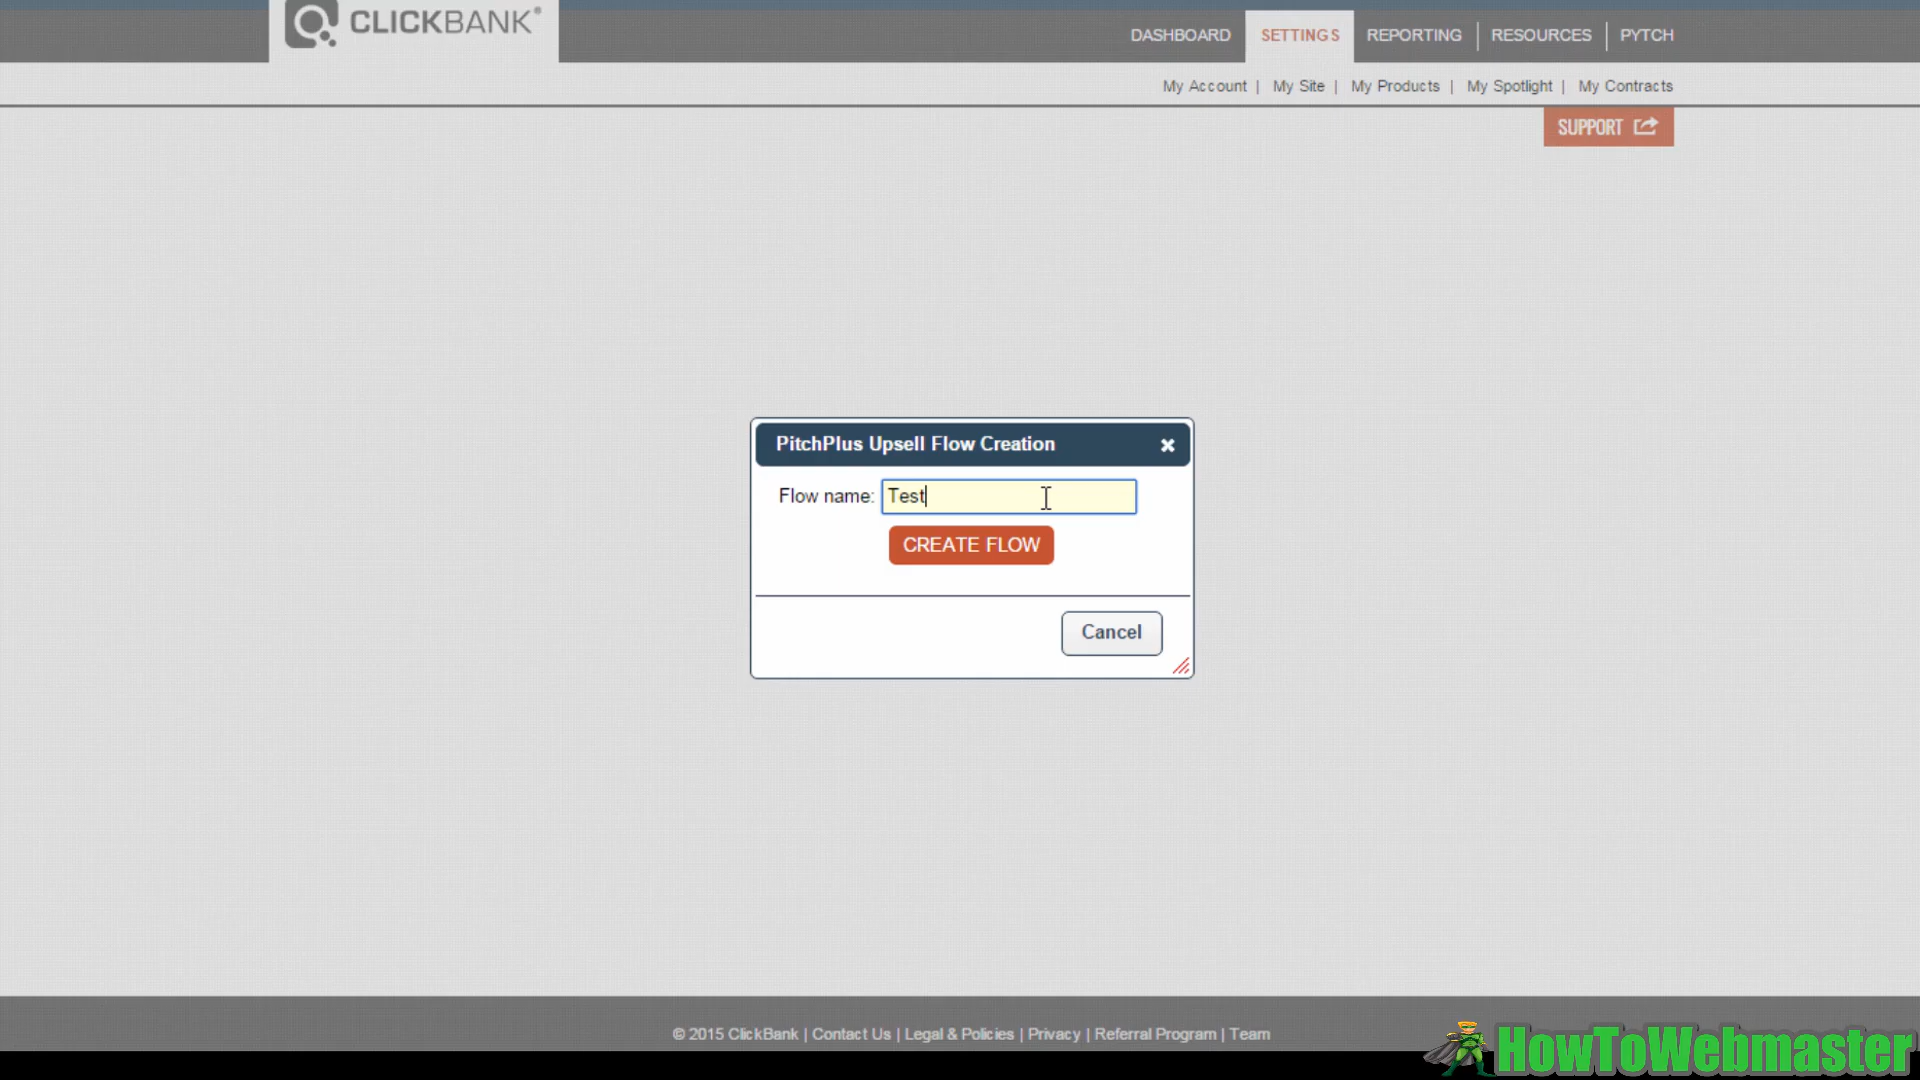 CLICKBANK®
DASHBOARD SETTINGS REPORTING RESOURCES PYTCH
My Account | My Site | My Products | My Spotlight | My Contracts
SUPPORT
PitchPlus Upsell Flow Creation
Flow name: Test
CREATE FLOW
Cancel
© 2015 ClickBank | Contact Us | Legal & Policies | Privacy | Referral Program | Team
HowToWebmaster